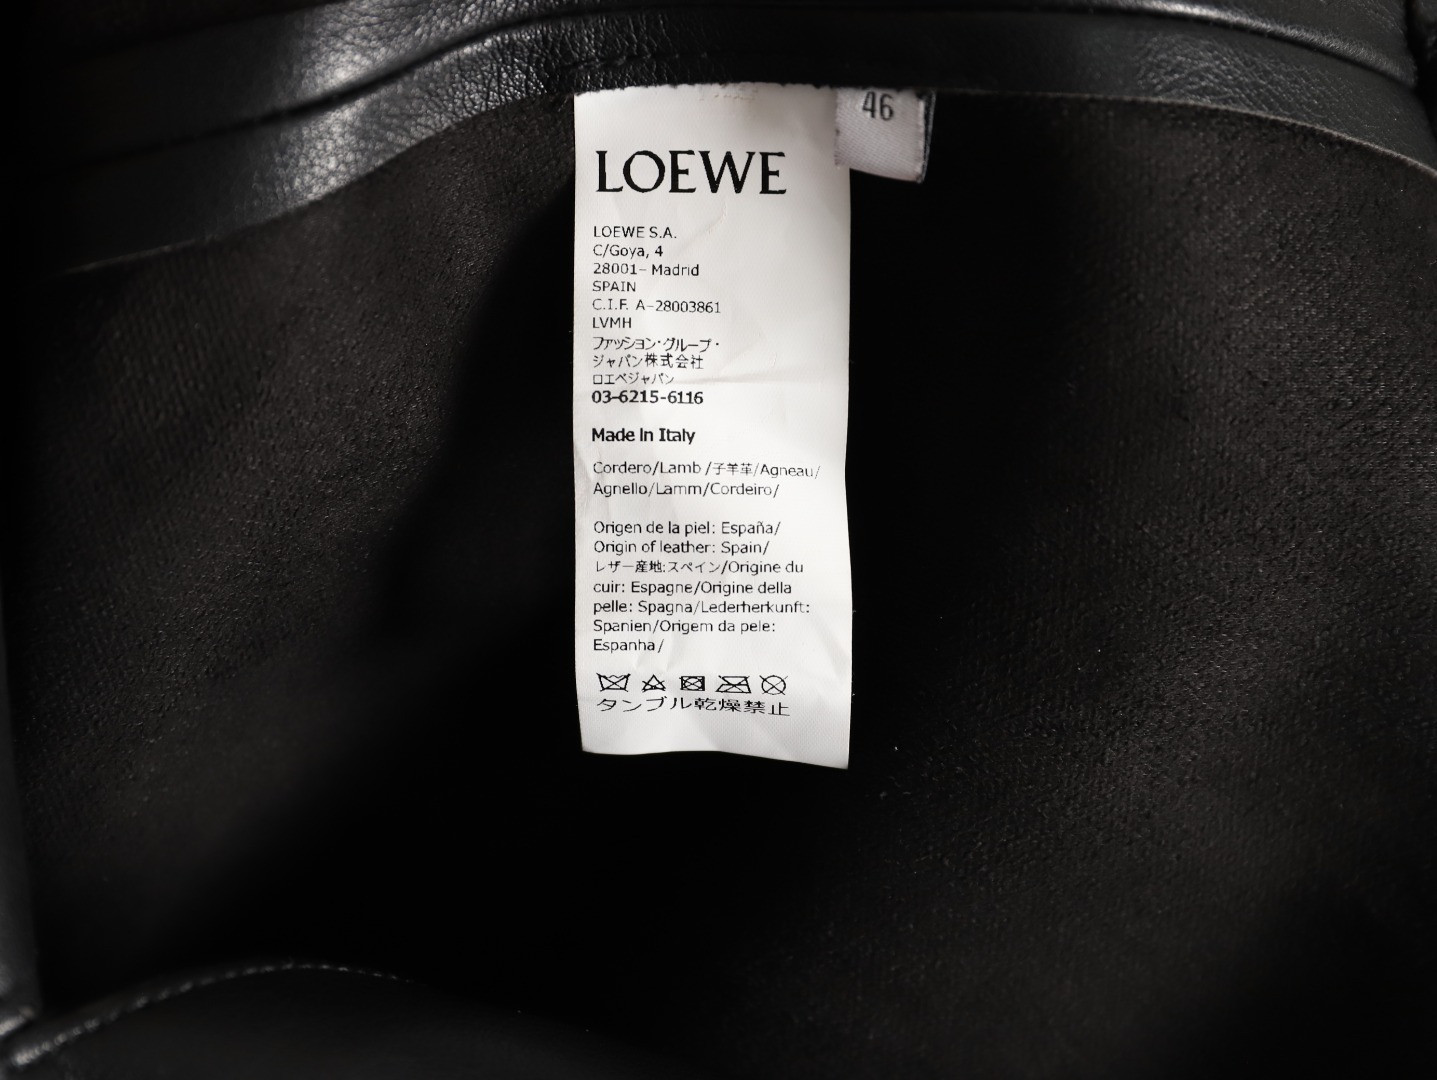 46
LOEWE
LOEWE S.A.
C/Goya, 4
28001- Madrid
SPAIN
C.I.F. A-28003861
LVMH
ファッション・グループ・
ジャパン株式会社
ロエベジャパン
03-6215-6116
Made in Italy
Cordero/Lamb /子羊革/Agneau/
Agnello/Lamm/Cordeiro/
Origen de la piel: España/
Origin of leather: Spain/
レザー産地:スペイン/Origine du
cuir: Espagne/Origine della
pelle: Spagna/Lederherkunft:
Spanien/Origem da pele:
Espanha/
タンブル乾燥禁止